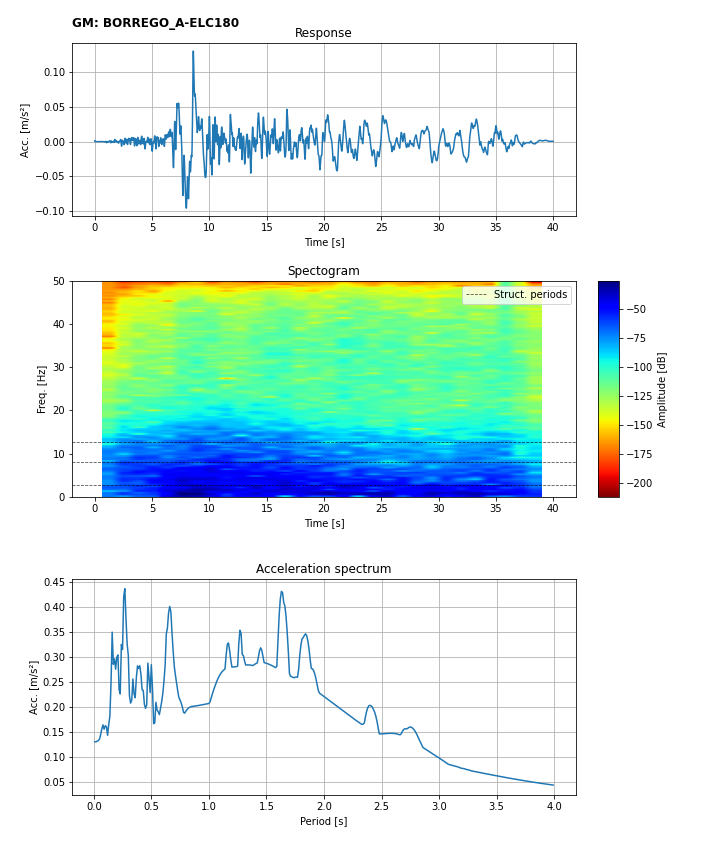 GM: BORREGO_A-ELC180
Response
Acc. [m/s²]
0.10
0.05
0.00
−0.05
−0.10
0 5 10 15 20 25 30 35 40
Time [s]
Spectogram
Freq. [Hz]
50
40
30
20
10
0
Struct. periods
0 5 10 15 20 25 30 35 40
Time [s]
−50
−75
−100
−125
−150
−175
−200
Amplitude [dB]
Acceleration spectrum
Acc. [m/s²]
0.45
0.40
0.35
0.30
0.25
0.20
0.15
0.10
0.05
0.0 0.5 1.0 1.5 2.0 2.5 3.0 3.5 4.0
Period [s]